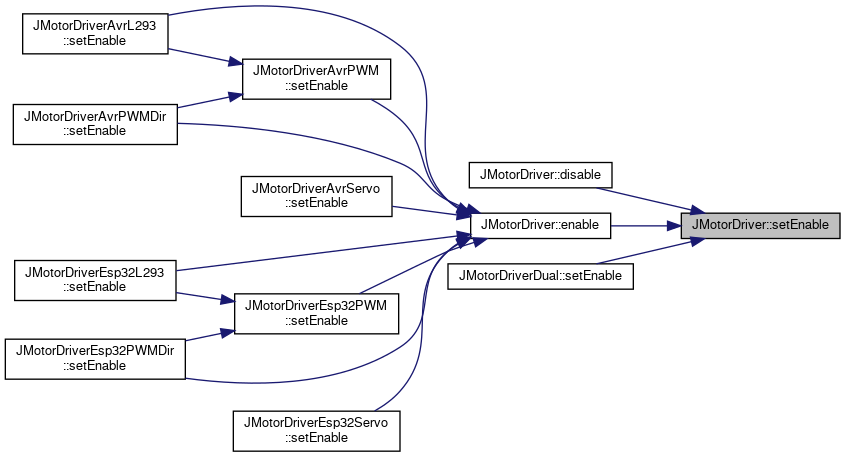 JMotorDriverAvrL293
::setEnable
JMotorDriverAvrPWM
::setEnable
JMotorDriverAvrPWMDir
::setEnable
JMotorDriver::disable
JMotorDriverAvrServo
::setEnable
JMotorDriver::enable
JMotorDriver::setEnable
JMotorDriverDual::setEnable
JMotorDriverEsp32L293
::setEnable
JMotorDriverEsp32PWM
::setEnable
JMotorDriverEsp32PWMDir
::setEnable
JMotorDriverEsp32Servo
::setEnable